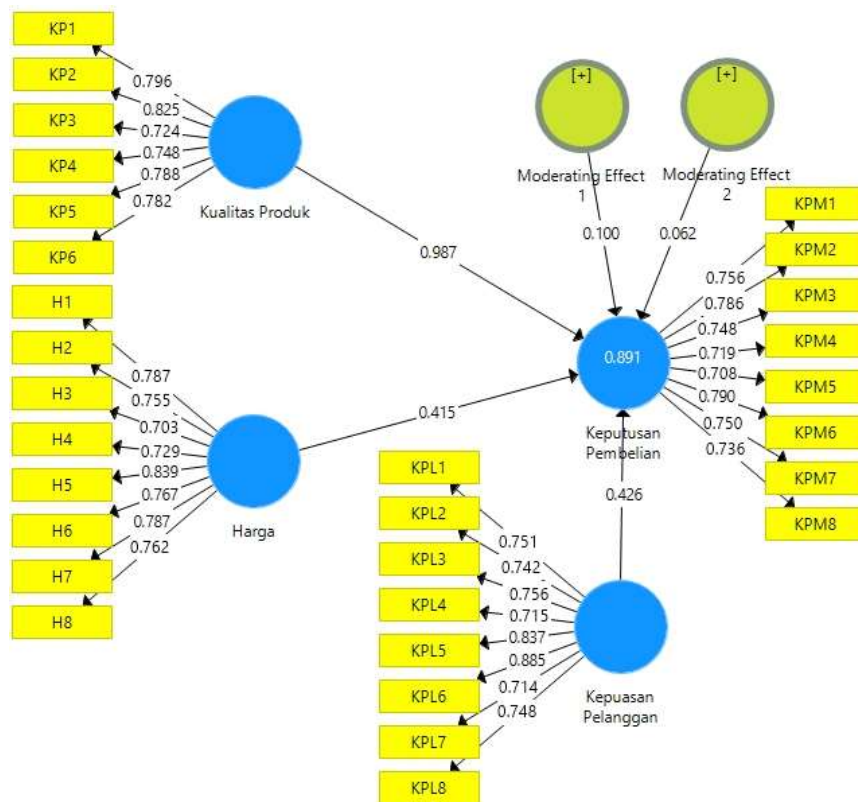 KP1
KP2
KP3
KP4
KP5
KP6
0.796
0.825
0.724
0.748
0.788
0.782
Kualitas Produk
H1
H2
H3
H4
H5
H6
H7
H8
0.787
0.755
0.703
0.729
0.839
0.767
0.787
0.762
Harga
0.987
0.415
[+]
Moderating Effect
1
[+]
Moderating Effect
2
0.100
0.062
0.891
Keputusan
Pembelian
0.756
0.786
0.748
0.719
0.708
0.790
0.750
0.736
KPM1
KPM2
KPM3
KPM4
KPM5
KPM6
KPM7
KPM8
0.426
KPL1
KPL2
KPL3
KPL4
KPL5
KPL6
KPL7
KPL8
0.751
0.742
0.756
0.715
0.837
0.885
0.714
0.748
Kepuasan
Pelanggan